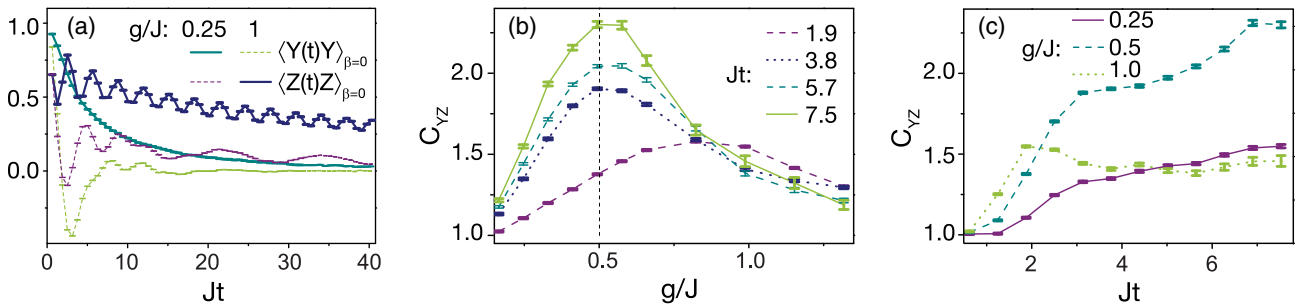 (a)
g/J: 0.25 1
⟨Y(t)Y⟩β=0
⟨Z(t)Z⟩β=0
1.0
0.5
0.0
0 10 20 30 40
Jt
(b)
1.9
3.8
Jt:
5.7
7.5
CYZ
2.0
1.5
1.0
0.5 1.0
g/J
(c)
0.25
g/J: 0.5
1.0
CYZ
2.0
1.5
1.0
2 4 6
Jt